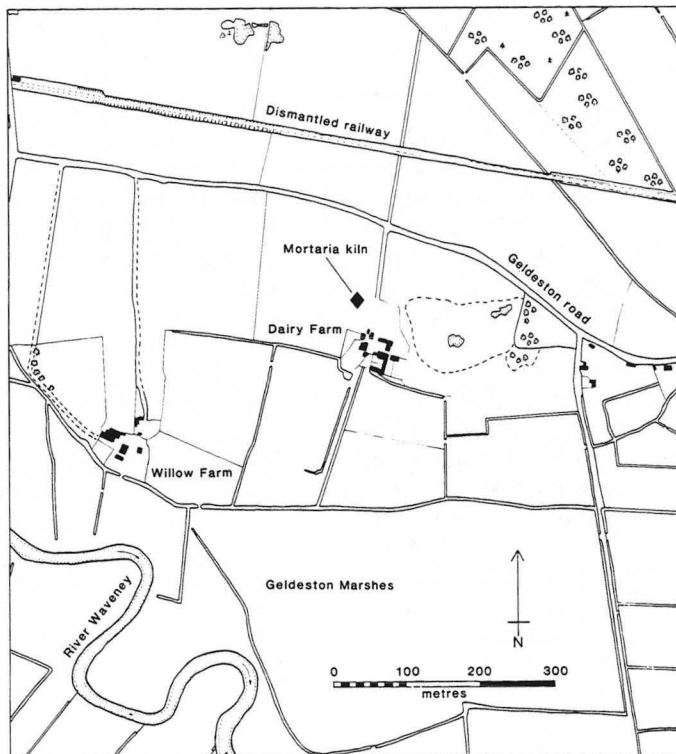 Dismantled railway
Mortaria kiln
Geldeston road
Dairy Farm
Willow Farm
Geldeston Marshes
River Waveney
N
0 100 200 300
metres